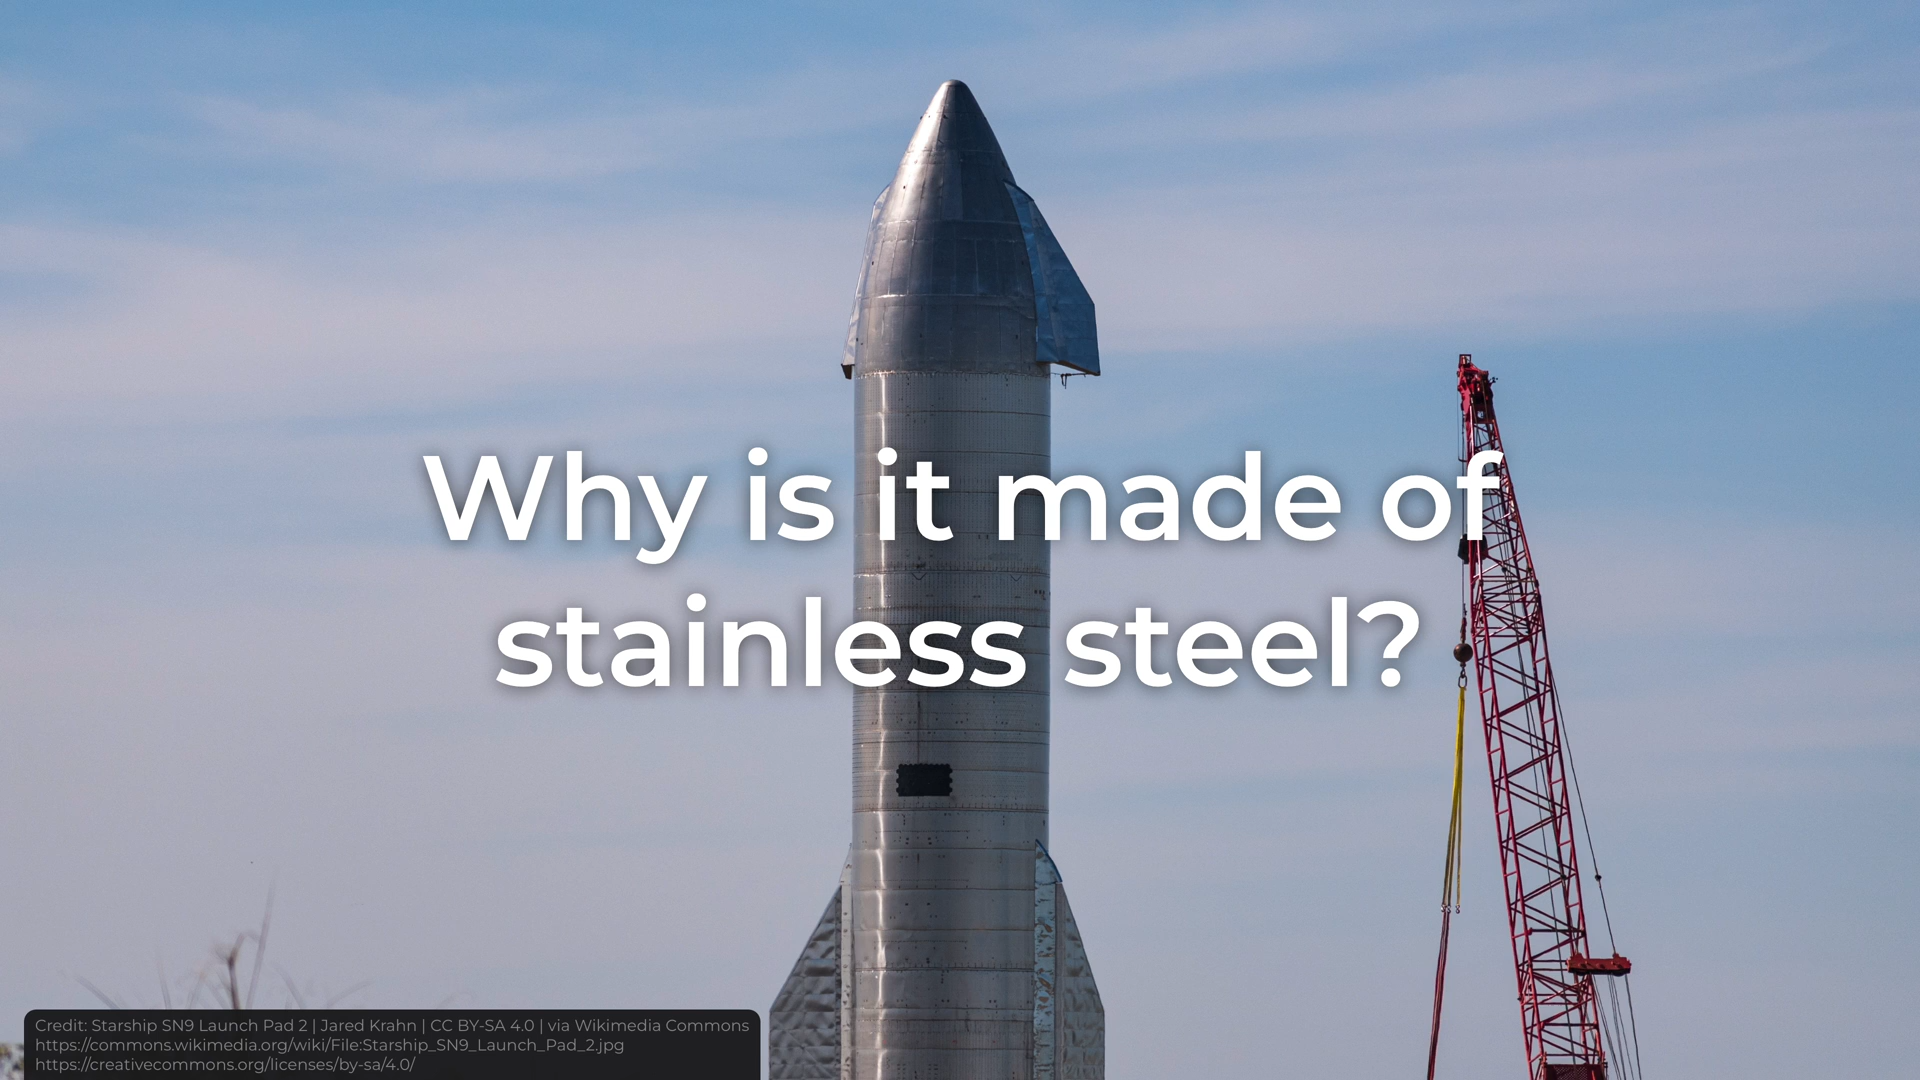 Why is it made of
stainless steel?
Credit: Starship SN9 Launch Pad 2 | Jared Krahn | CC BY-SA 4.0 | via Wikimedia Commons
https://commons.wikimedia.org/wiki/File:Starship_SN9_Launch_Pad_2.jpg
https://creativecommons.org/licenses/by-sa/4.0/